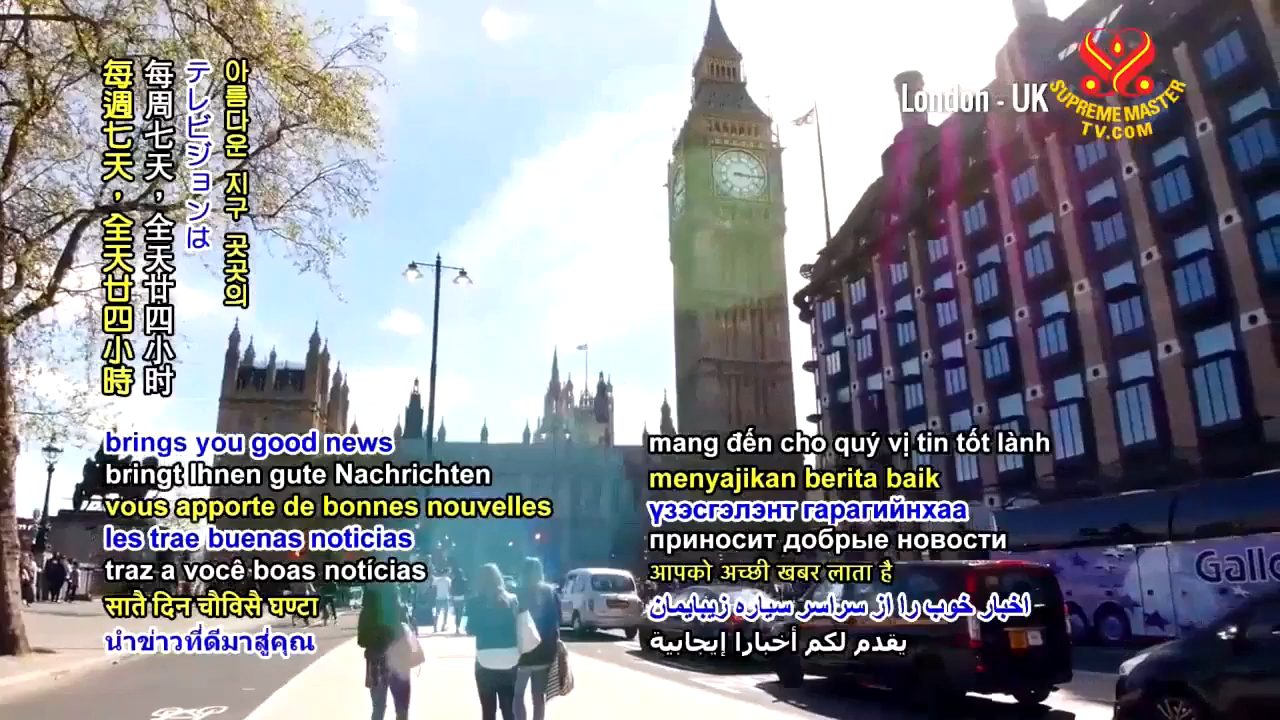 London - UK
SUPREME MASTER
TV.COM
아름다운 지구 곳곳의
テレビジョンは
每周七天，全天廿四小时
每週七天，全天廿四小時
brings you good news
bringt Ihnen gute Nachrichten
vous apporte de bonnes nouvelles
les trae buenas noticias
traz a você boas notícias
सातै दिन चौविसै घण्टा
นำข่าวที่ดีมาสู่คุณ
mang đến cho quý vị tin tốt lành
menyajikan berita baik
үзэсгэлэнт гарагийнхаа
приносит добрые новости
आपको अच्छी खबर लाता है
اخبار خوب را از سراسر سیاره زیبایمان
يقدم لكم أخبارا إيجابية